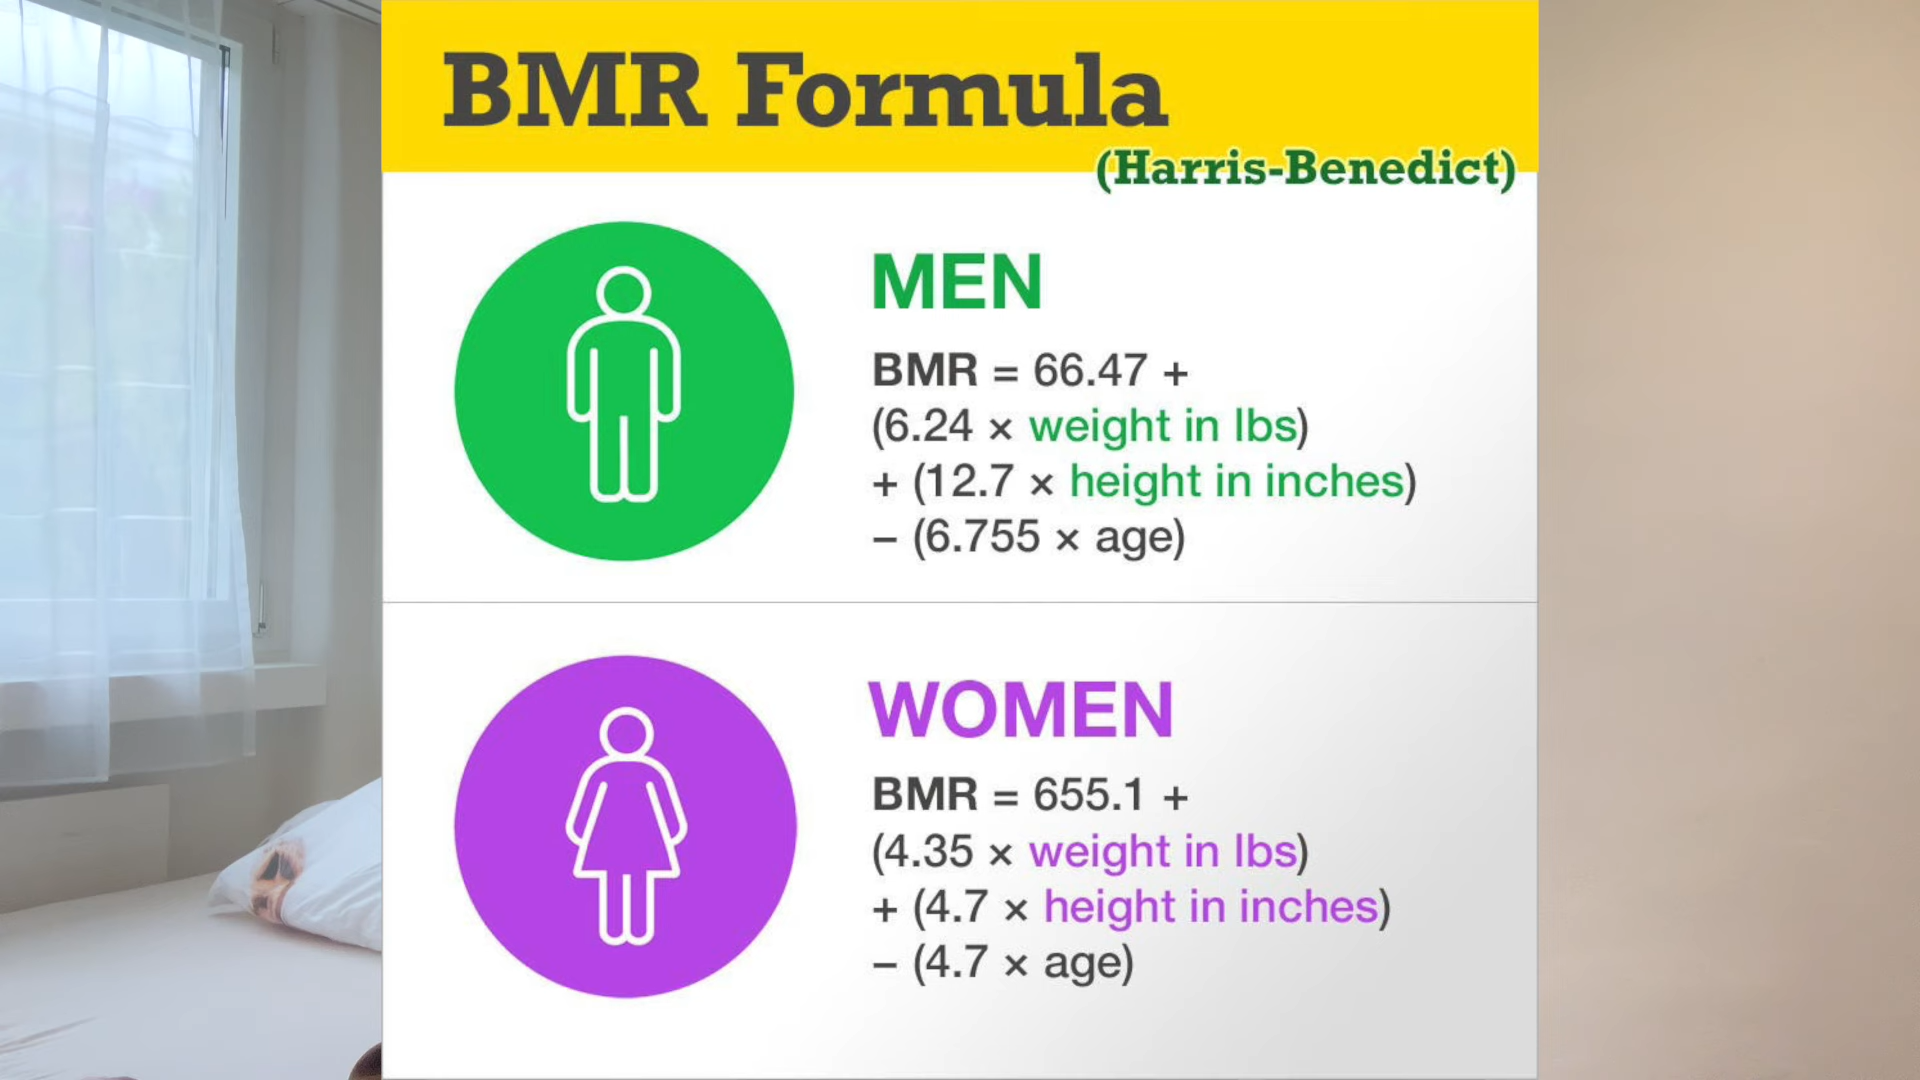 BMR Formula
(Harris-Benedict)
MEN
BMR = 66.47 +
(6.24 × weight in lbs)
+ (12.7 × height in inches)
– (6.755 × age)
WOMEN
BMR = 655.1 +
(4.35 × weight in lbs)
+ (4.7 × height in inches)
– (4.7 × age)